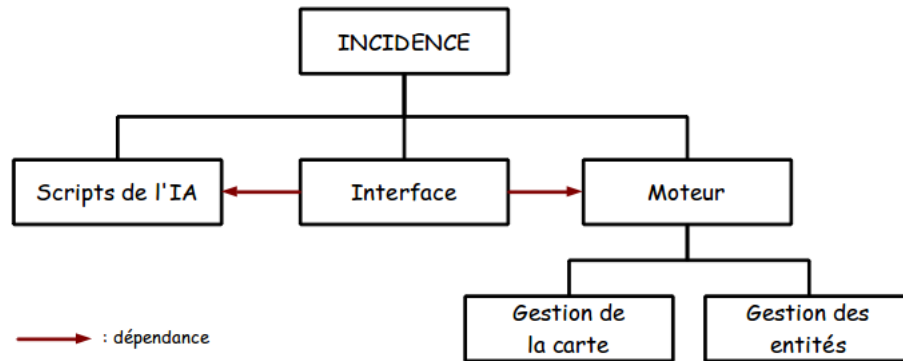 INCIDENCE
Scripts de l'IA
Interface
Moteur
Gestion de
la carte
Gestion des
entités
: dépendance